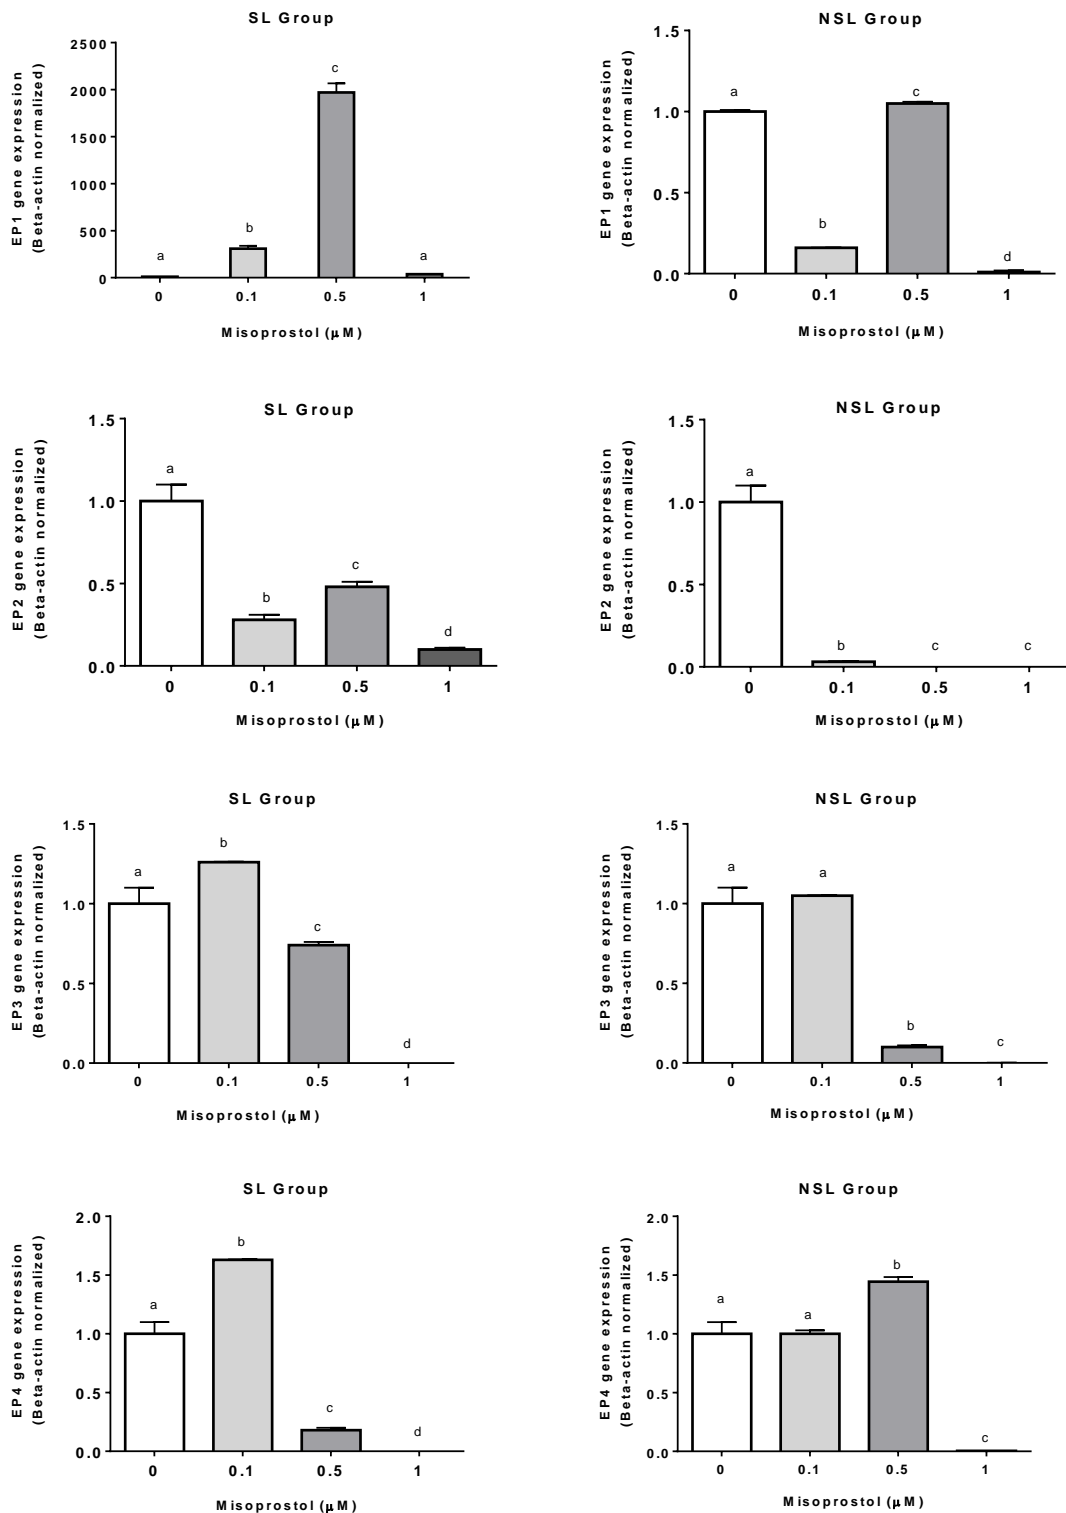 SL Group
EP1 gene expression
(Beta-actin normalized)
2500
2000
1500
1000
500
0
a
b
c
a
0 0.1 0.5 1
Misoprostol (μM)
NSL Group
EP1 gene expression
(Beta-actin normalized)
1.5
1.0
0.5
0.0
a
b
c
d
0 0.1 0.5 1
Misoprostol (μM)
SL Group
EP2 gene expression
(Beta-actin normalized)
1.5
1.0
0.5
0.0
a
b
c
d
0 0.1 0.5 1
Misoprostol (μM)
NSL Group
EP2 gene expression
(Beta-actin normalized)
1.5
1.0
0.5
0.0
a
b
c
c
0 0.1 0.5 1
Misoprostol (μM)
SL Group
EP3 gene expression
(Beta-actin normalized)
1.5
1.0
0.5
0.0
a
b
c
d
0 0.1 0.5 1
Misoprostol (μM)
NSL Group
EP3 gene expression
(Beta-actin normalized)
1.5
1.0
0.5
0.0
a
a
b
c
0 0.1 0.5 1
Misoprostol (μM)
SL Group
EP4 gene expression
(Beta-actin normalized)
2.0
1.5
1.0
0.5
0.0
a
b
c
d
0 0.1 0.5 1
Misoprostol (μM)
NSL Group
EP4 gene expression
(Beta-actin normalized)
2.0
1.5
1.0
0.5
0.0
a
a
b
c
0 0.1 0.5 1
Misoprostol (μM)